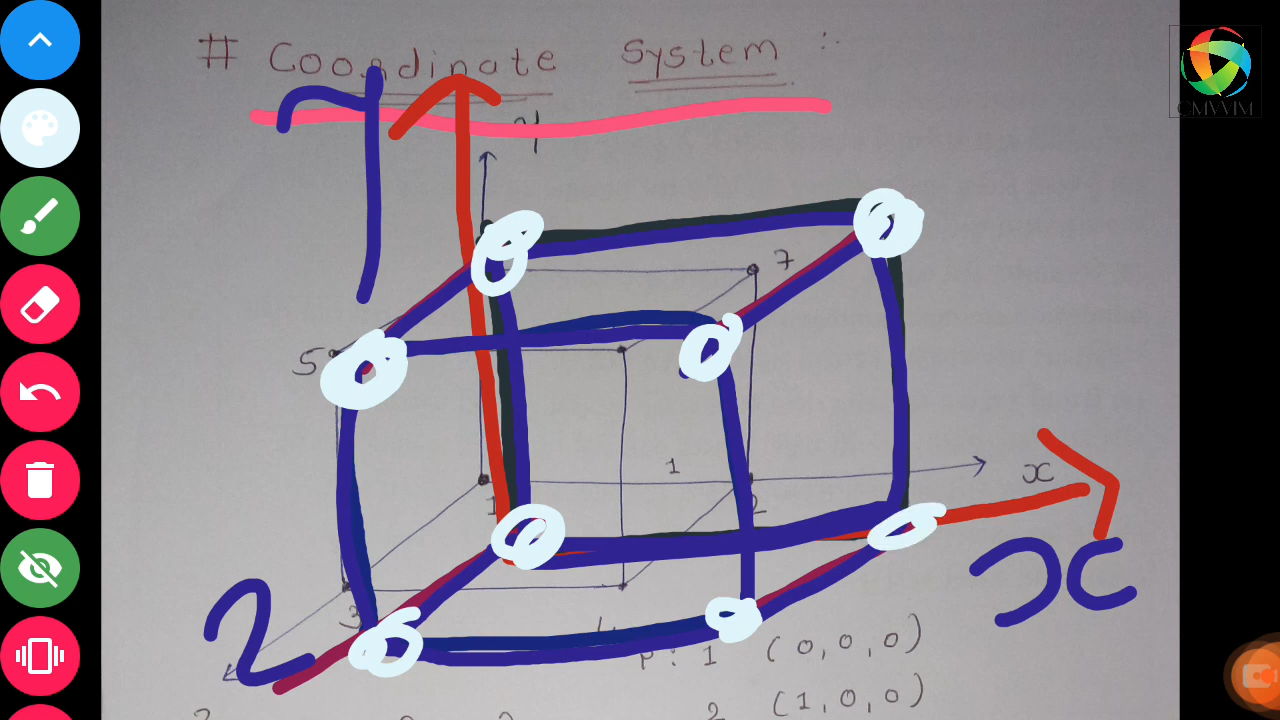 # Coordinate System :
CMVVIM
y
7
5
1
x
1
2
x
3
4
z
P : 1 (0,0,0)
2 (1,0,0)